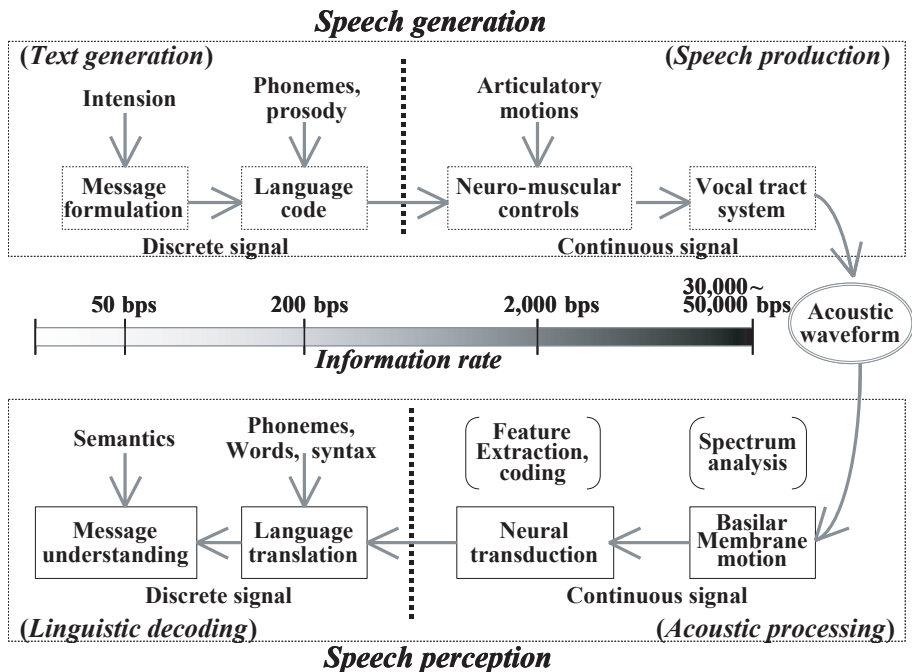 Speech generation
(Text generation)
(Speech production)
Intension
Phonemes,
prosody
Articulatory
motions
Message
formulation
Language
code
Neuro-muscular
controls
Vocal tract
system
Discrete signal
Continuous signal
50 bps
200 bps
2,000 bps
30,000~
50,000 bps
Information rate
Acoustic
waveform
Semantics
Phonemes,
Words, syntax
Feature
Extraction,
coding
Spectrum
analysis
Message
understanding
Language
translation
Neural
transduction
Basilar
Membrane
motion
Discrete signal
Continuous signal
(Linguistic decoding)
(Acoustic processing)
Speech perception